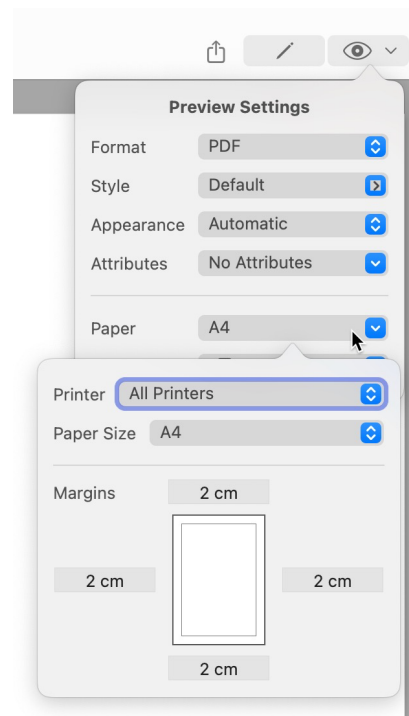 Preview Settings
Format PDF
Style Default
Appearance Automatic
Attributes No Attributes
Paper A4
Printer All Printers
Paper Size A4
Margins 2 cm
2 cm 2 cm
2 cm